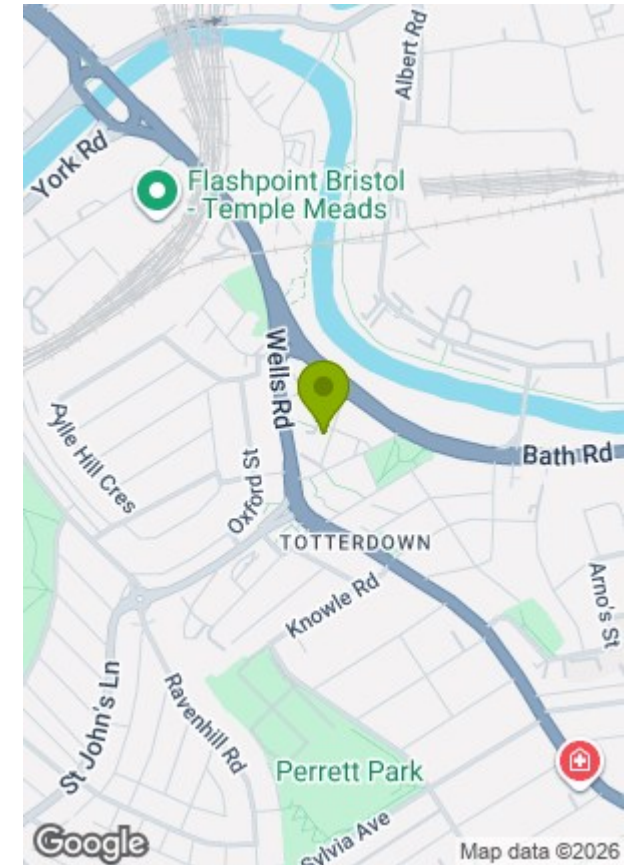 Albert Rd
York Rd
Flashpoint Bristol
- Temple Meads
Wells Rd
Pylle Hill Cres
Oxford St
Bath Rd
TOTTERDOWN
Knowle Rd
Arno's St
St John's Ln
Ravenhill Rd
Perrett Park
Sylvia Ave
Google
Map data ©2026